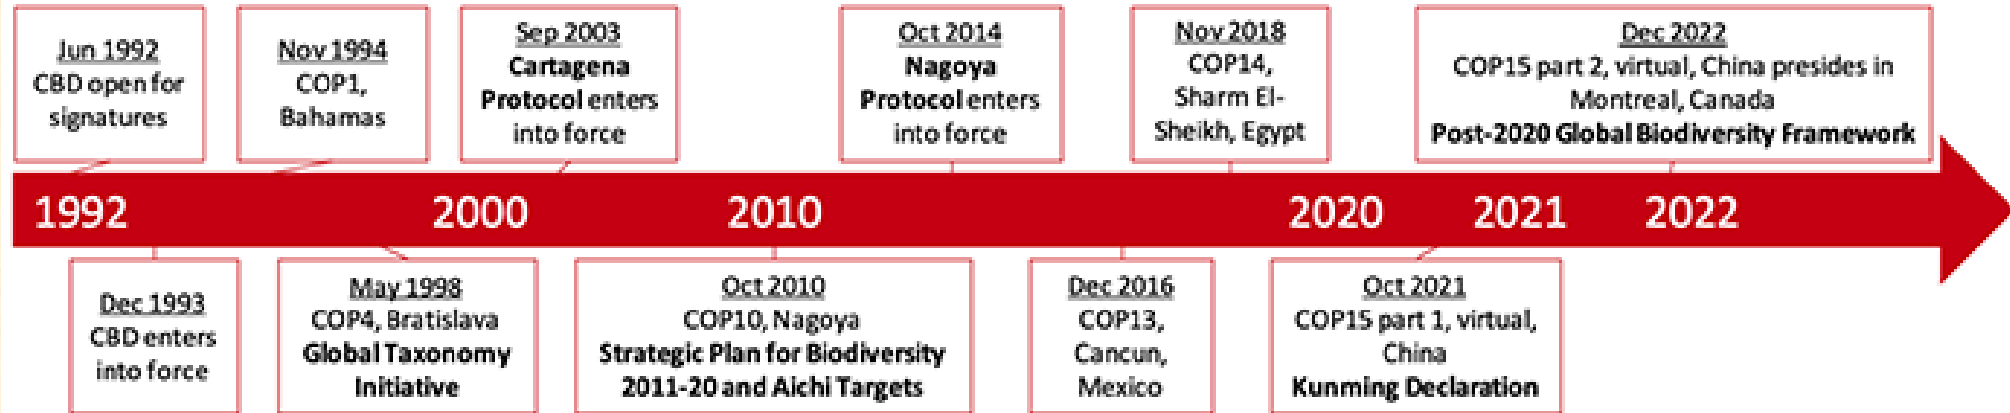 Jun 1992
CBD open for
signatures
Nov 1994
COP1,
Bahamas
Sep 2003
Cartagena
Protocol enters
into force
Oct 2014
Nagoya
Protocol enters
into force
Nov 2018
COP14,
Sharm El-
Sheikh, Egypt
Dec 2022
COP15 part 2, virtual, China presides in
Montreal, Canada
Post-2020 Global Biodiversity Framework
1992
2000
2010
2020
2021
2022
Dec 1993
CBD enters
into force
May 1998
COP4, Bratislava
Global Taxonomy
Initiative
Oct 2010
COP10, Nagoya
Strategic Plan for Biodiversity
2011-20 and Aichi Targets
Dec 2016
COP13,
Cancun,
Mexico
Oct 2021
COP15 part 1, virtual,
China
Kunming Declaration